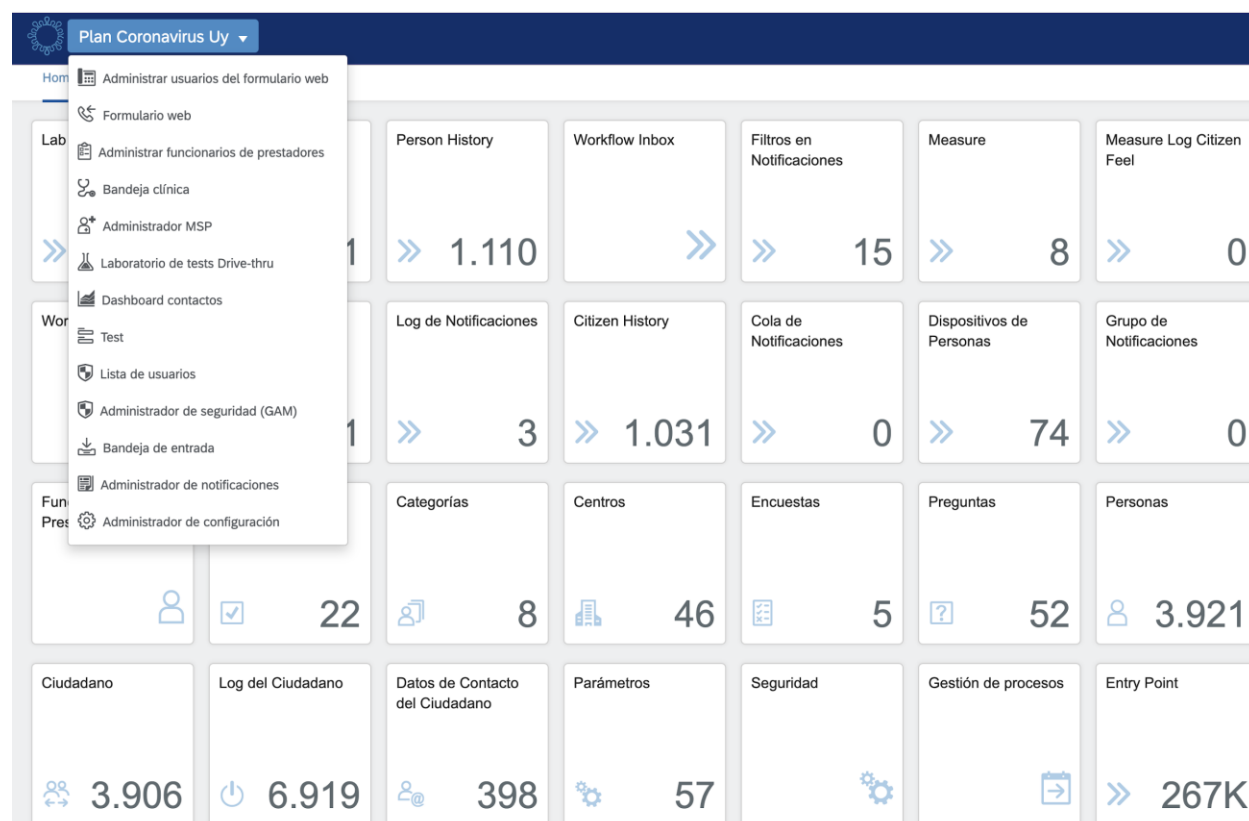 Plan Coronavirus Uy
Hom
Administrar usuarios del formulario web
Formulario web
Administrar funcionarios de prestadores
Bandeja clínica
Administrador MSP
Laboratorio de tests Drive-thru
Dashboard contactos
Test
Lista de usuarios
Administrador de seguridad (GAM)
Bandeja de entrada
Administrador de notificaciones
Administrador de configuración
Lab
1
Person History
1.110
Workflow Inbox
Filtros en
Notificaciones
15
Measure
8
Measure Log Citizen
Feel
0
Wor
1
Log de Notificaciones
3
Citizen History
1.031
Cola de
Notificaciones
0
Dispositivos de
Personas
74
Grupo de
Notificaciones
0
Fun
Pres
22
Categorías
8
Centros
46
Encuestas
5
Preguntas
52
Personas
3.921
Ciudadano
3.906
Log del Ciudadano
6.919
Datos de Contacto
del Ciudadano
398
Parámetros
57
Seguridad
Gestión de procesos
Entry Point
267K